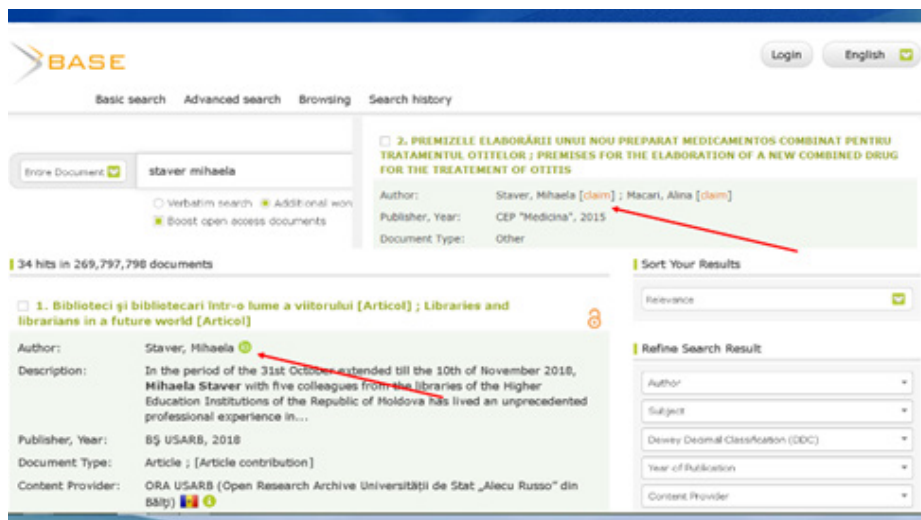 BASE
Login
English
Basic search Advanced search Browsing Search history
Entire Document
staver mihaela
Verbatim search Additional wor
Boost open access documents
2. PREMIZELE ELABORĂRII UNUI NOU PREPARAT MEDICAMENTOS COMBINAT PENTRU
TRATAMENTUL OTITELOR ; PREMISES FOR THE ELABORATION OF A NEW COMBINED DRUG
FOR THE TREATEMENT OF OTITIS
Author: Staver, Mihaela [claim] ; Macari, Alina [claim]
Publisher, Year: CEP "Medicina", 2015
Document Type: Other
34 hits in 269,797,798 documents
1. Biblioteci şi bibliotecari într-o lume a viitorului [Articol] ; Libraries and
librarians in a future world [Articol]
Author: Staver, Mihaela
Description: In the period of the 31st October extended till the 10th of November 2018,
Mihaela Staver with five colleagues from the libraries of the Higher
Education Institutions of the Republic of Moldova has lived an unprecedented
professional experience in...
Publisher, Year: BŞ USARB, 2018
Document Type: Article ; [Article contribution]
Content Provider: ORA USARB (Open Research Archive Universităţii de Stat „Alecu Russo” din
Bălţi)
Sort Your Results
Relevance
Refine Search Result
Author
Subject
Dewey Decimal Classification (DDC)
Year of Publication
Content Provider